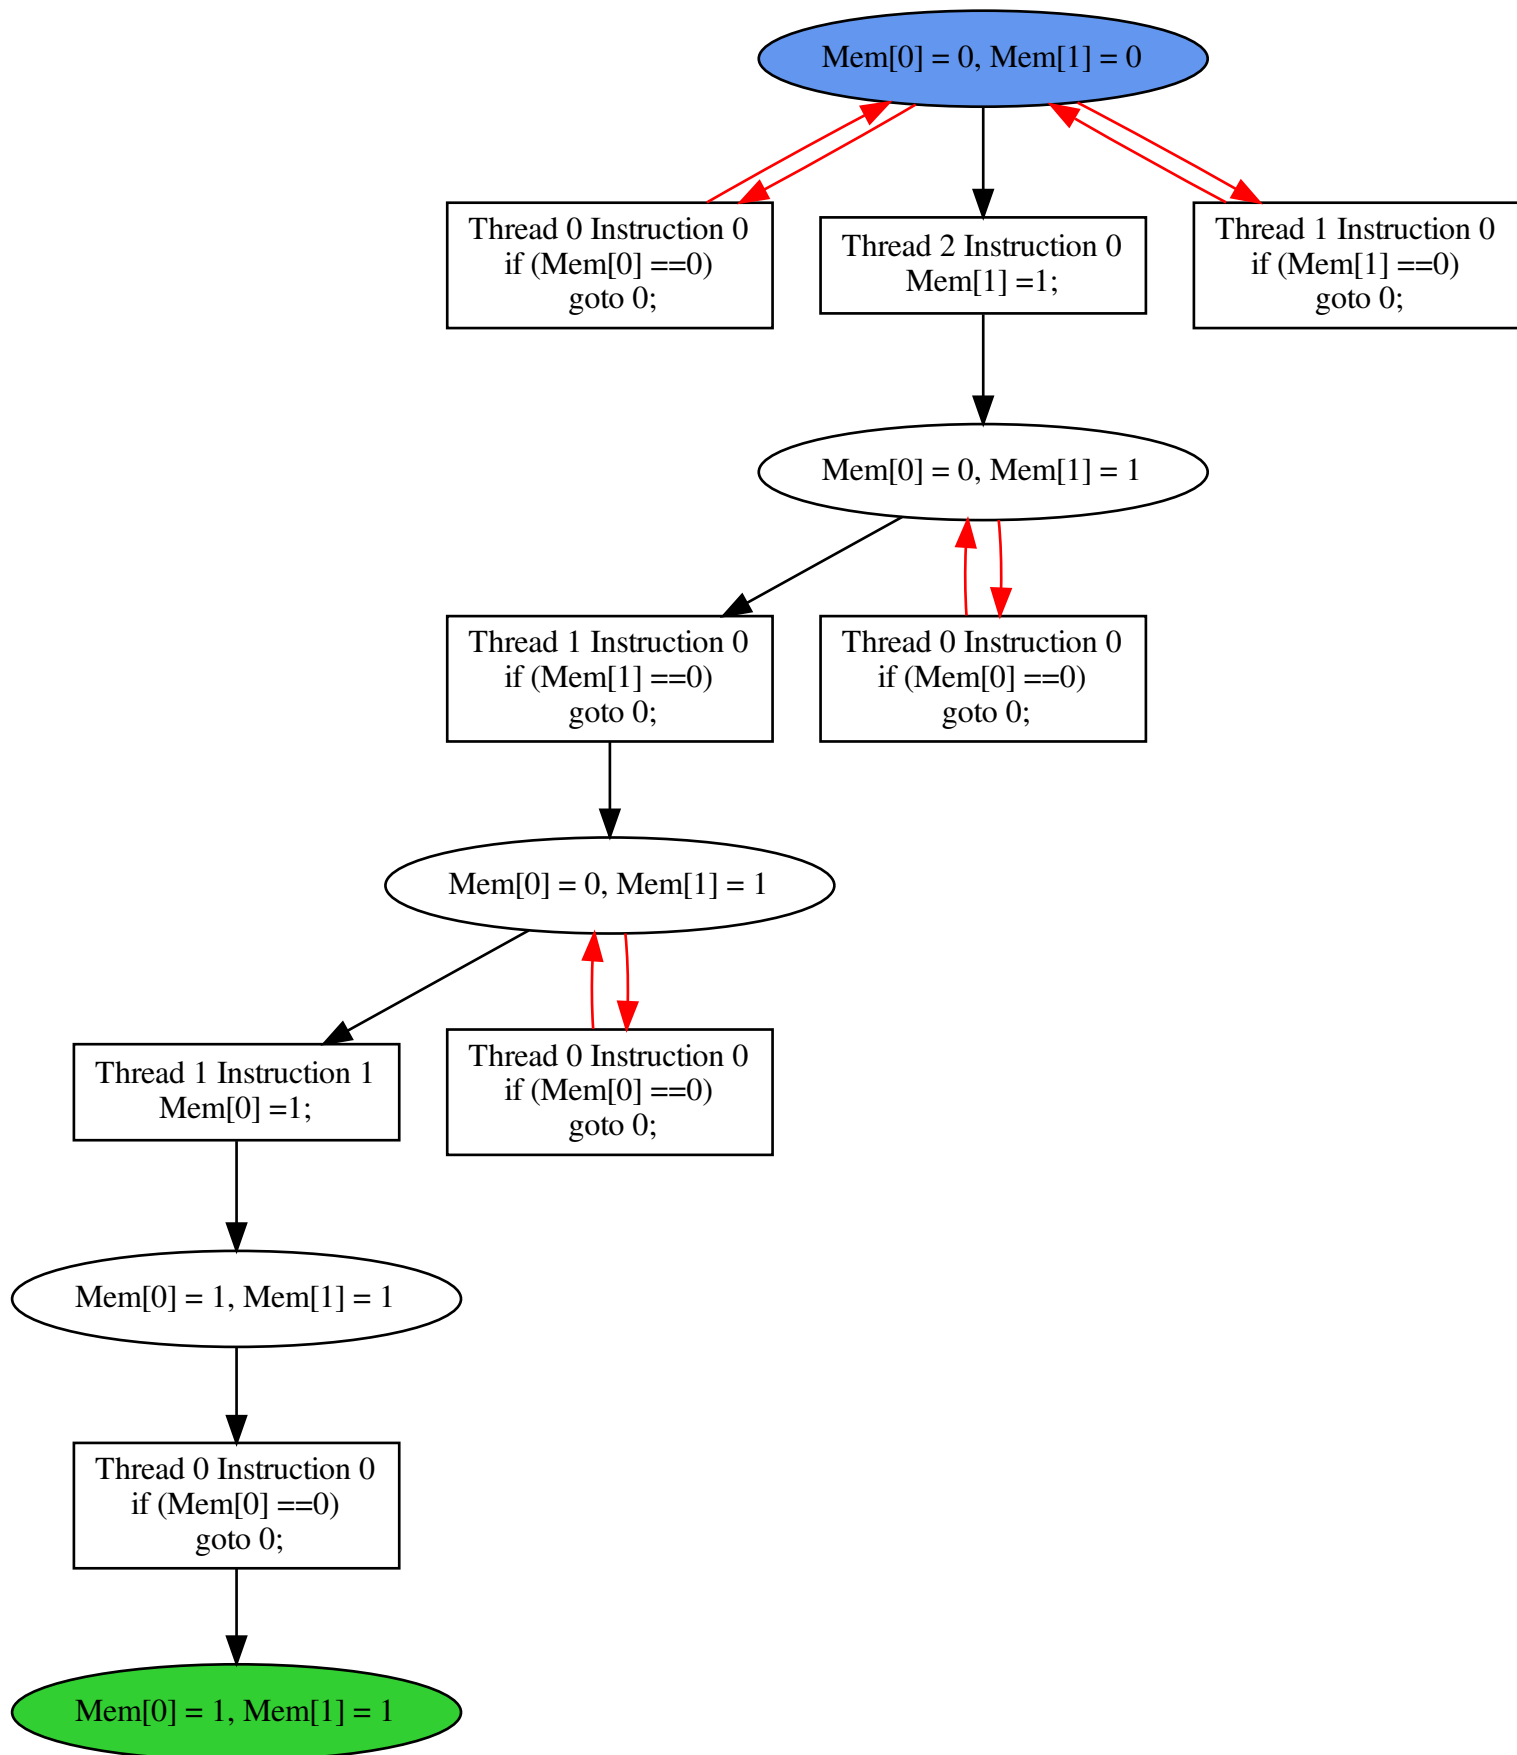 Mem[0] = 0, Mem[1] = 0
Thread 0 Instruction 0
if (Mem[0] ==0)
goto 0;
Thread 2 Instruction 0
Mem[1] =1;
Thread 1 Instruction 0
if (Mem[1] ==0)
goto 0;
Mem[0] = 0, Mem[1] = 1
Thread 1 Instruction 0
if (Mem[1] ==0)
goto 0;
Thread 0 Instruction 0
if (Mem[0] ==0)
goto 0;
Mem[0] = 0, Mem[1] = 1
Thread 1 Instruction 1
Mem[0] =1;
Thread 0 Instruction 0
if (Mem[0] ==0)
goto 0;
Mem[0] = 1, Mem[1] = 1
Thread 0 Instruction 0
if (Mem[0] ==0)
goto 0;
Mem[0] = 1, Mem[1] = 1